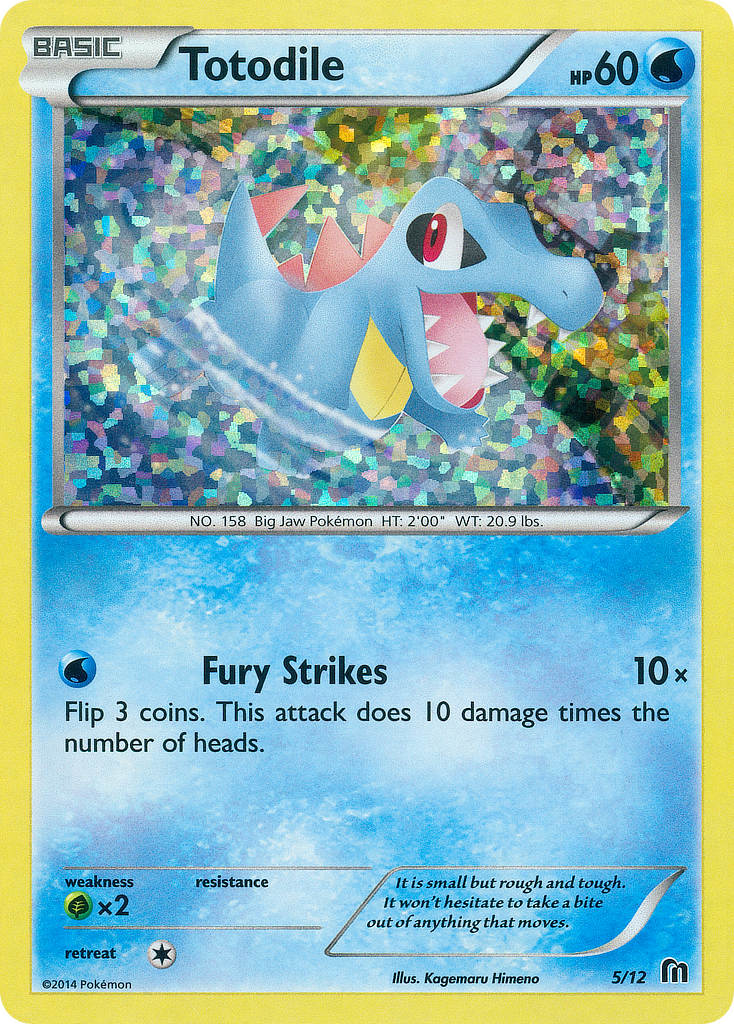 BASIC Totodile HP60
NO. 158 Big Jaw Pokémon HT: 2'00" WT: 20.9 lbs.
Fury Strikes 10×
Flip 3 coins. This attack does 10 damage times the
number of heads.
weakness resistance
×2
retreat
It is small but rough and tough.
It won't hesitate to take a bite
out of anything that moves.
©2014 Pokémon
Illus. Kagemaru Himeno 5/12 m